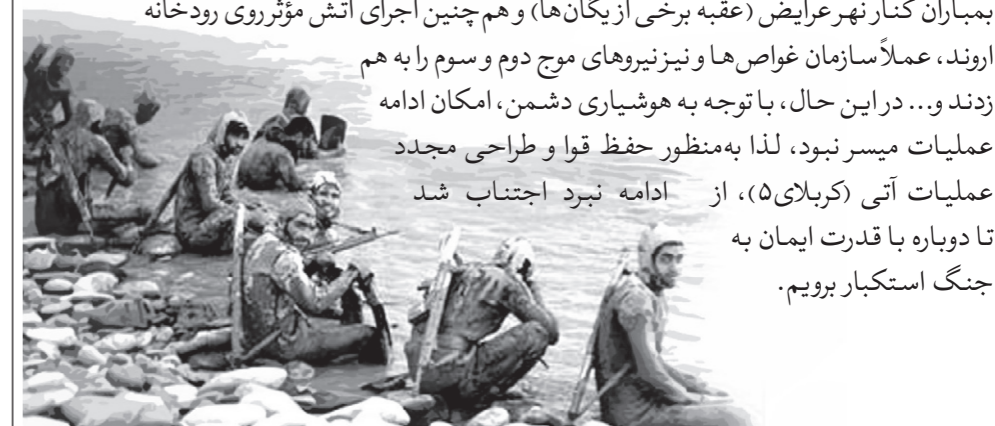 بمباران کنار نهر عرایض (عقبه برخی از یگان‌ها) و هم‌چنین اجرای آتش مؤثر روی رودخانه
اروند، عملاً سازمان غواص‌ها و نیز نیروهای موج دوم و سوم را به هم
زدند و... در این حال، با توجه به هوشیاری دشمن، امکان ادامه
عملیات میسر نبود، لذا به‌منظور حفظ قوا و طراحی مجدد
عملیات آتی (کربلای۵)، از ادامه نبرد اجتناب شد
تا دوباره با قدرت ایمان به
جنگ استکبار برویم.